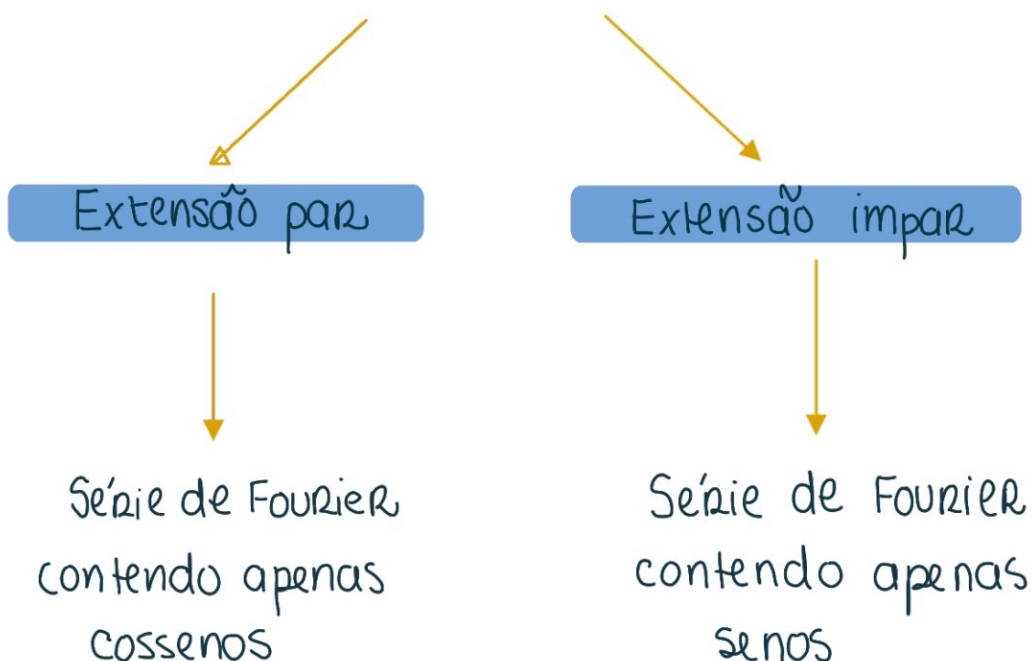 Extensão par
Extensão impar
Série de Fourier
contendo apenas
cossenos
Série de Fourier
contendo apenas
senos